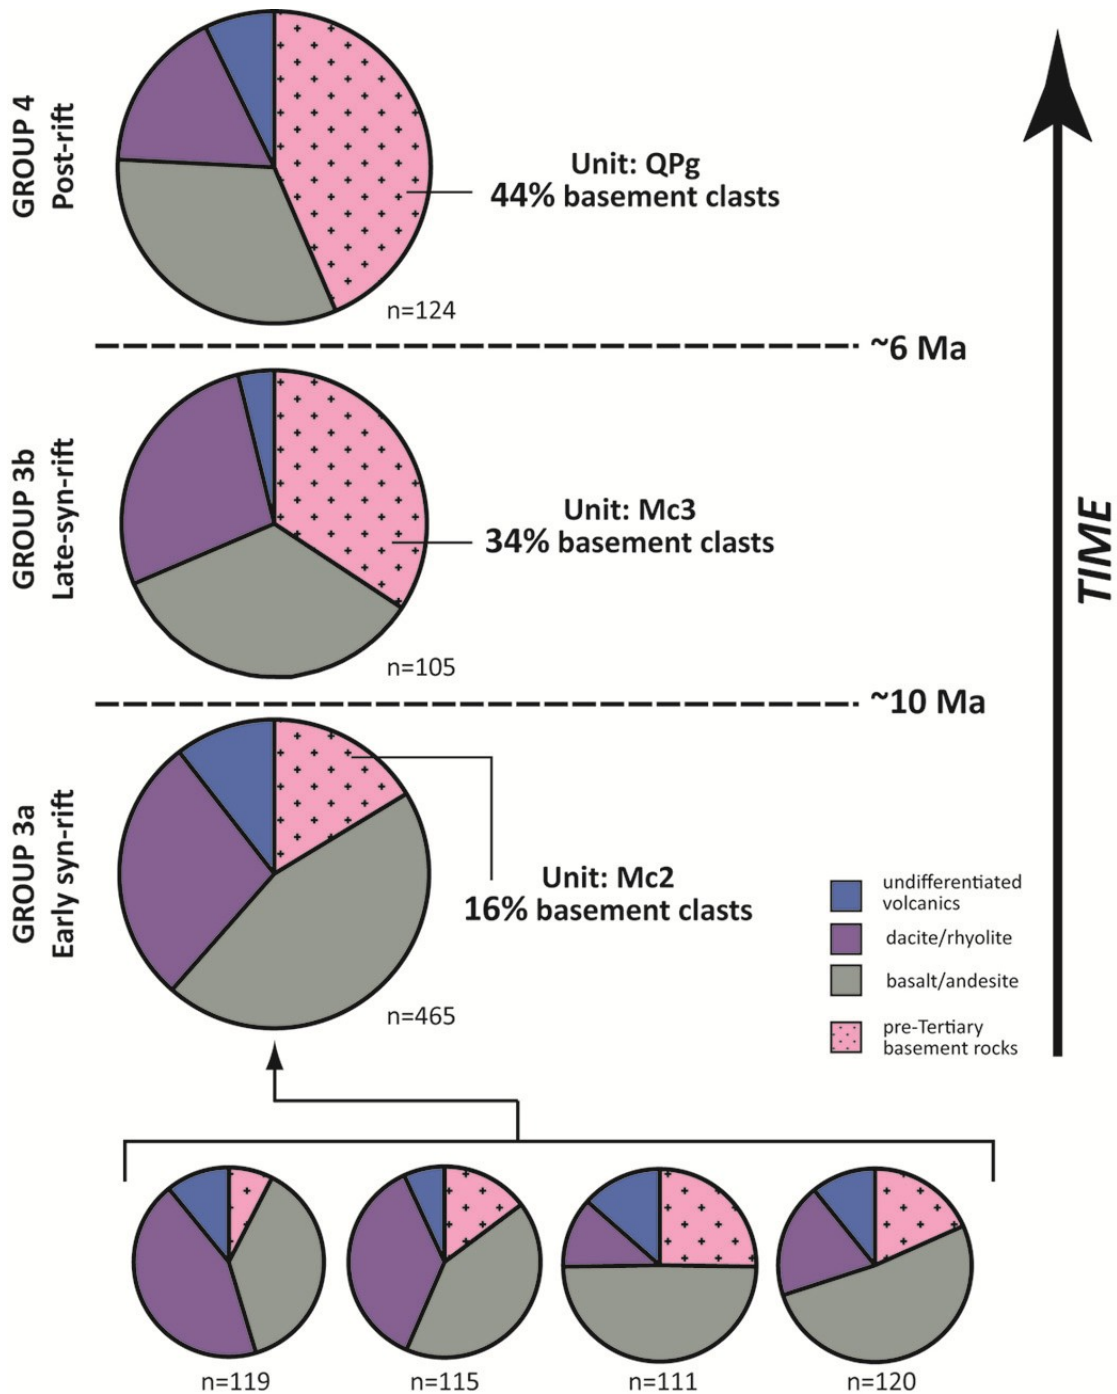 GROUP 4
Post-rift
Unit: QPg
44% basement clasts
n=124
~6 Ma
GROUP 3b
Late-syn-rift
Unit: Mc3
34% basement clasts
n=105
~10 Ma
TIME
GROUP 3a
Early syn-rift
Unit: Mc2
16% basement clasts
n=465
undifferentiated
volcanics
dacite/rhyolite
basalt/andesite
pre-Tertiary
basement rocks
n=119
n=115
n=111
n=120